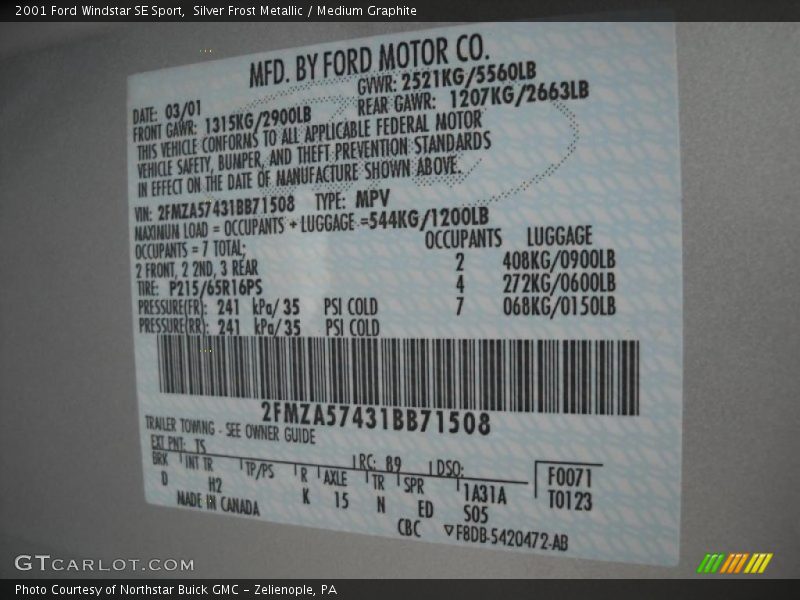 2001 Ford Windstar SE Sport,  Silver Frost Metallic / Medium Graphite
MFD. BY FORD MOTOR CO.
DATE: 03/01 GVWR: 2521KG/5560LB
FRONT GAWR: 1315KG/2900LB REAR GAWR: 1207KG/2663LB
THIS VEHICLE CONFORMS TO ALL APPLICABLE FEDERAL MOTOR
VEHICLE SAFETY, BUMPER, AND THEFT PREVENTION STANDARDS
IN EFFECT ON THE DATE OF MANUFACTURE SHOWN ABOVE.
VIN: 2FMZA57431BB71508 TYPE: MPV
MAXIMUM LOAD = OCCUPANTS + LUGGAGE =544KG/1200LB
OCCUPANTS = 7 TOTAL; OCCUPANTS LUGGAGE
2 FRONT, 2 2ND, 3 REAR 2 408KG/0900LB
TIRE: P215/65R16PS 4 272KG/0600LB
PRESSURE(FR): 241 kPa/ 35 PSI COLD 7 068KG/0150LB
PRESSURE(RR): 241 kPa/ 35 PSI COLD
2FMZA57431BB71508
TRAILER TOWING - SEE OWNER GUIDE
EXT PNT: TS RC: 89 DSO: F0071
BRK INT TR TP/PS R AXLE TR SPR T0123
D H2 K 15 N ED 1A31A
S05
MADE IN CANADA CBC ▽F8DB-5420472-AB
GTCARLOT.COM
Photo Courtesy of Northstar Buick GMC - Zelienople, PA